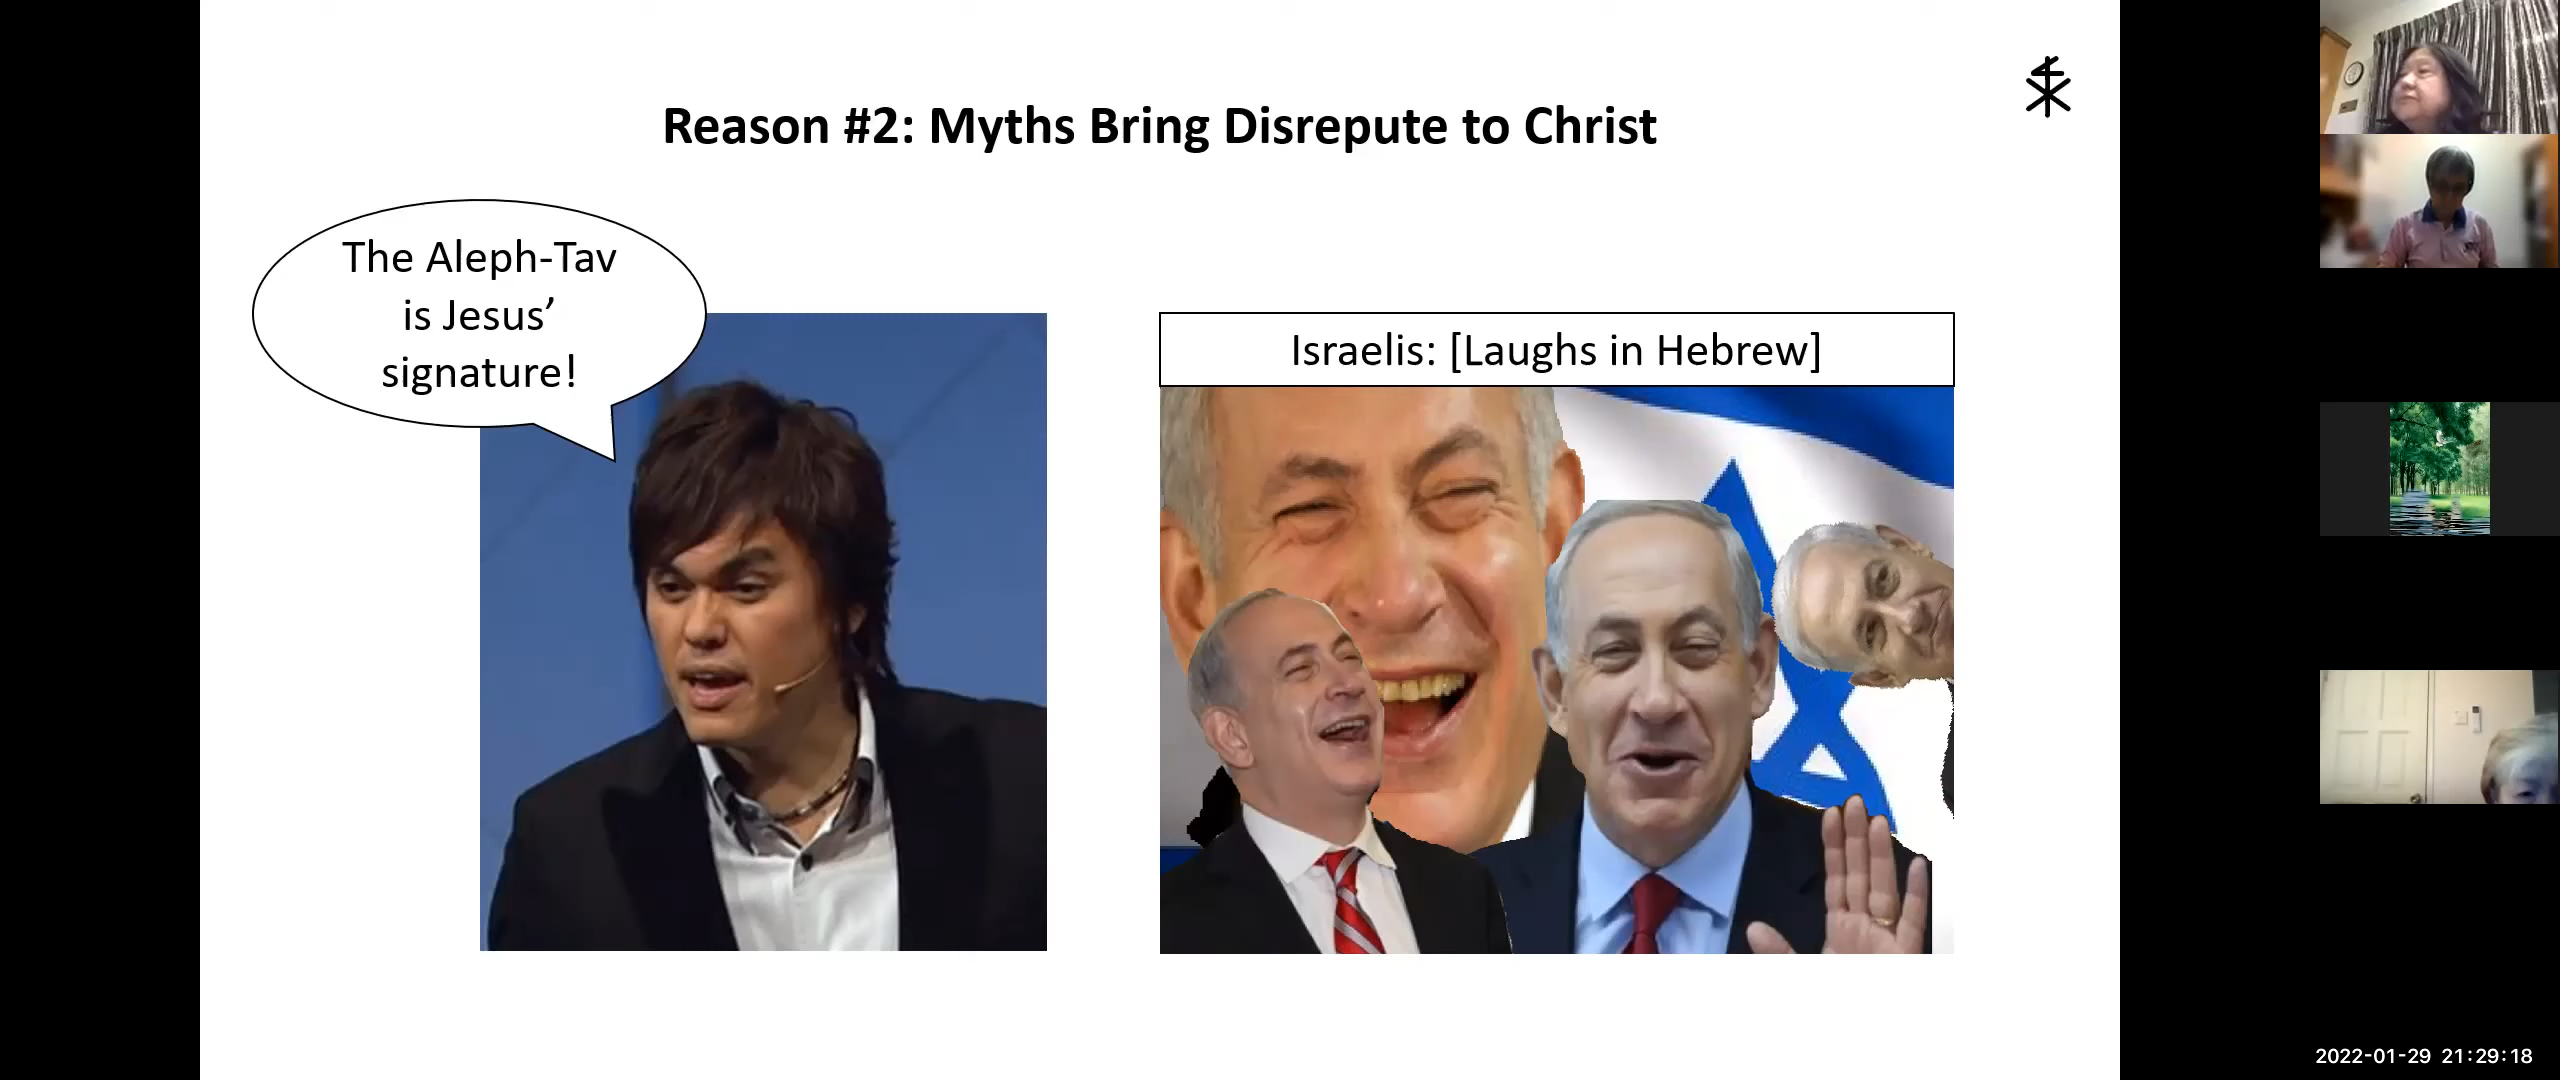 Reason #2: Myths Bring Disrepute to Christ
The Aleph-Tav
is Jesus’
signature!
Israelis: [Laughs in Hebrew]
2022-01-29 21:29:18